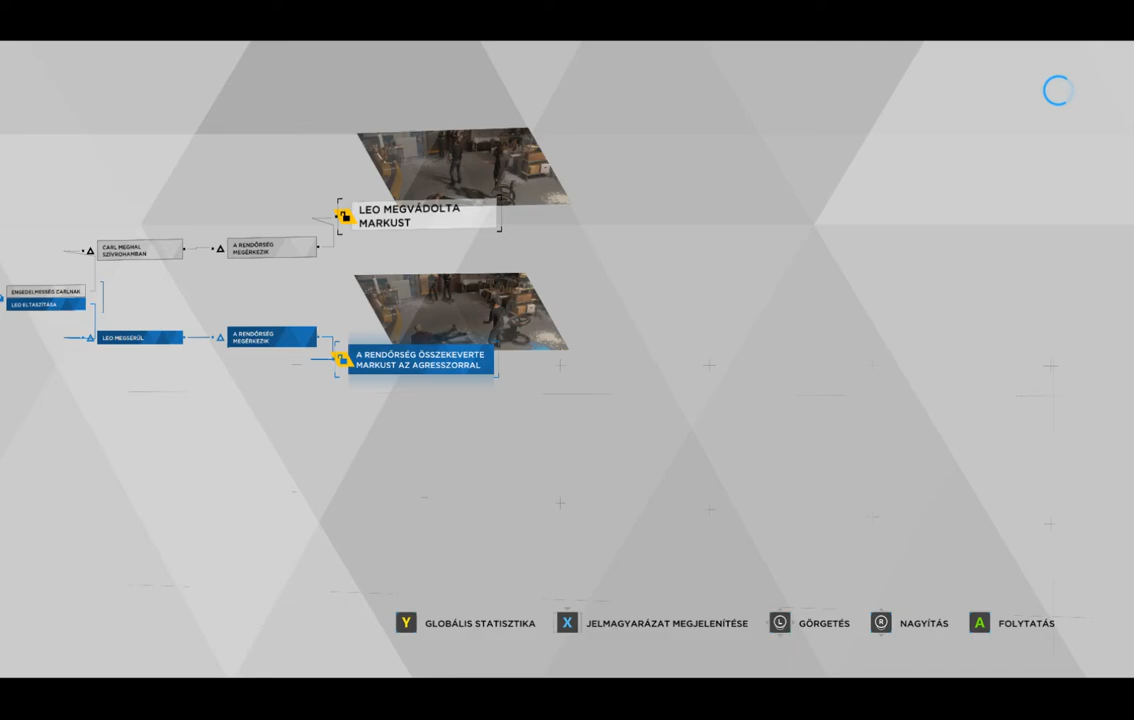 LEO MEGVÁDOLTA
MARKUST
CARL MEGHAL
SZÍVROHAMBAN
A RENDŐRSÉG
MEGÉRKEZIK
ENGEDELMESSÉG CARLNAK
LEO ELTASZÍTÁSA
LEO MEGSÉRÜL
A RENDŐRSÉG
MEGÉRKEZIK
A RENDŐRSÉG ÖSSZEKEVERTE
MARKUST AZ AGRESSZORRAL
Y GLOBÁLIS STATISZTIKA X JELMAGYARÁZAT MEGJELENÍTÉSE L GÖRGETÉS R NAGYÍTÁS A FOLYTATÁS